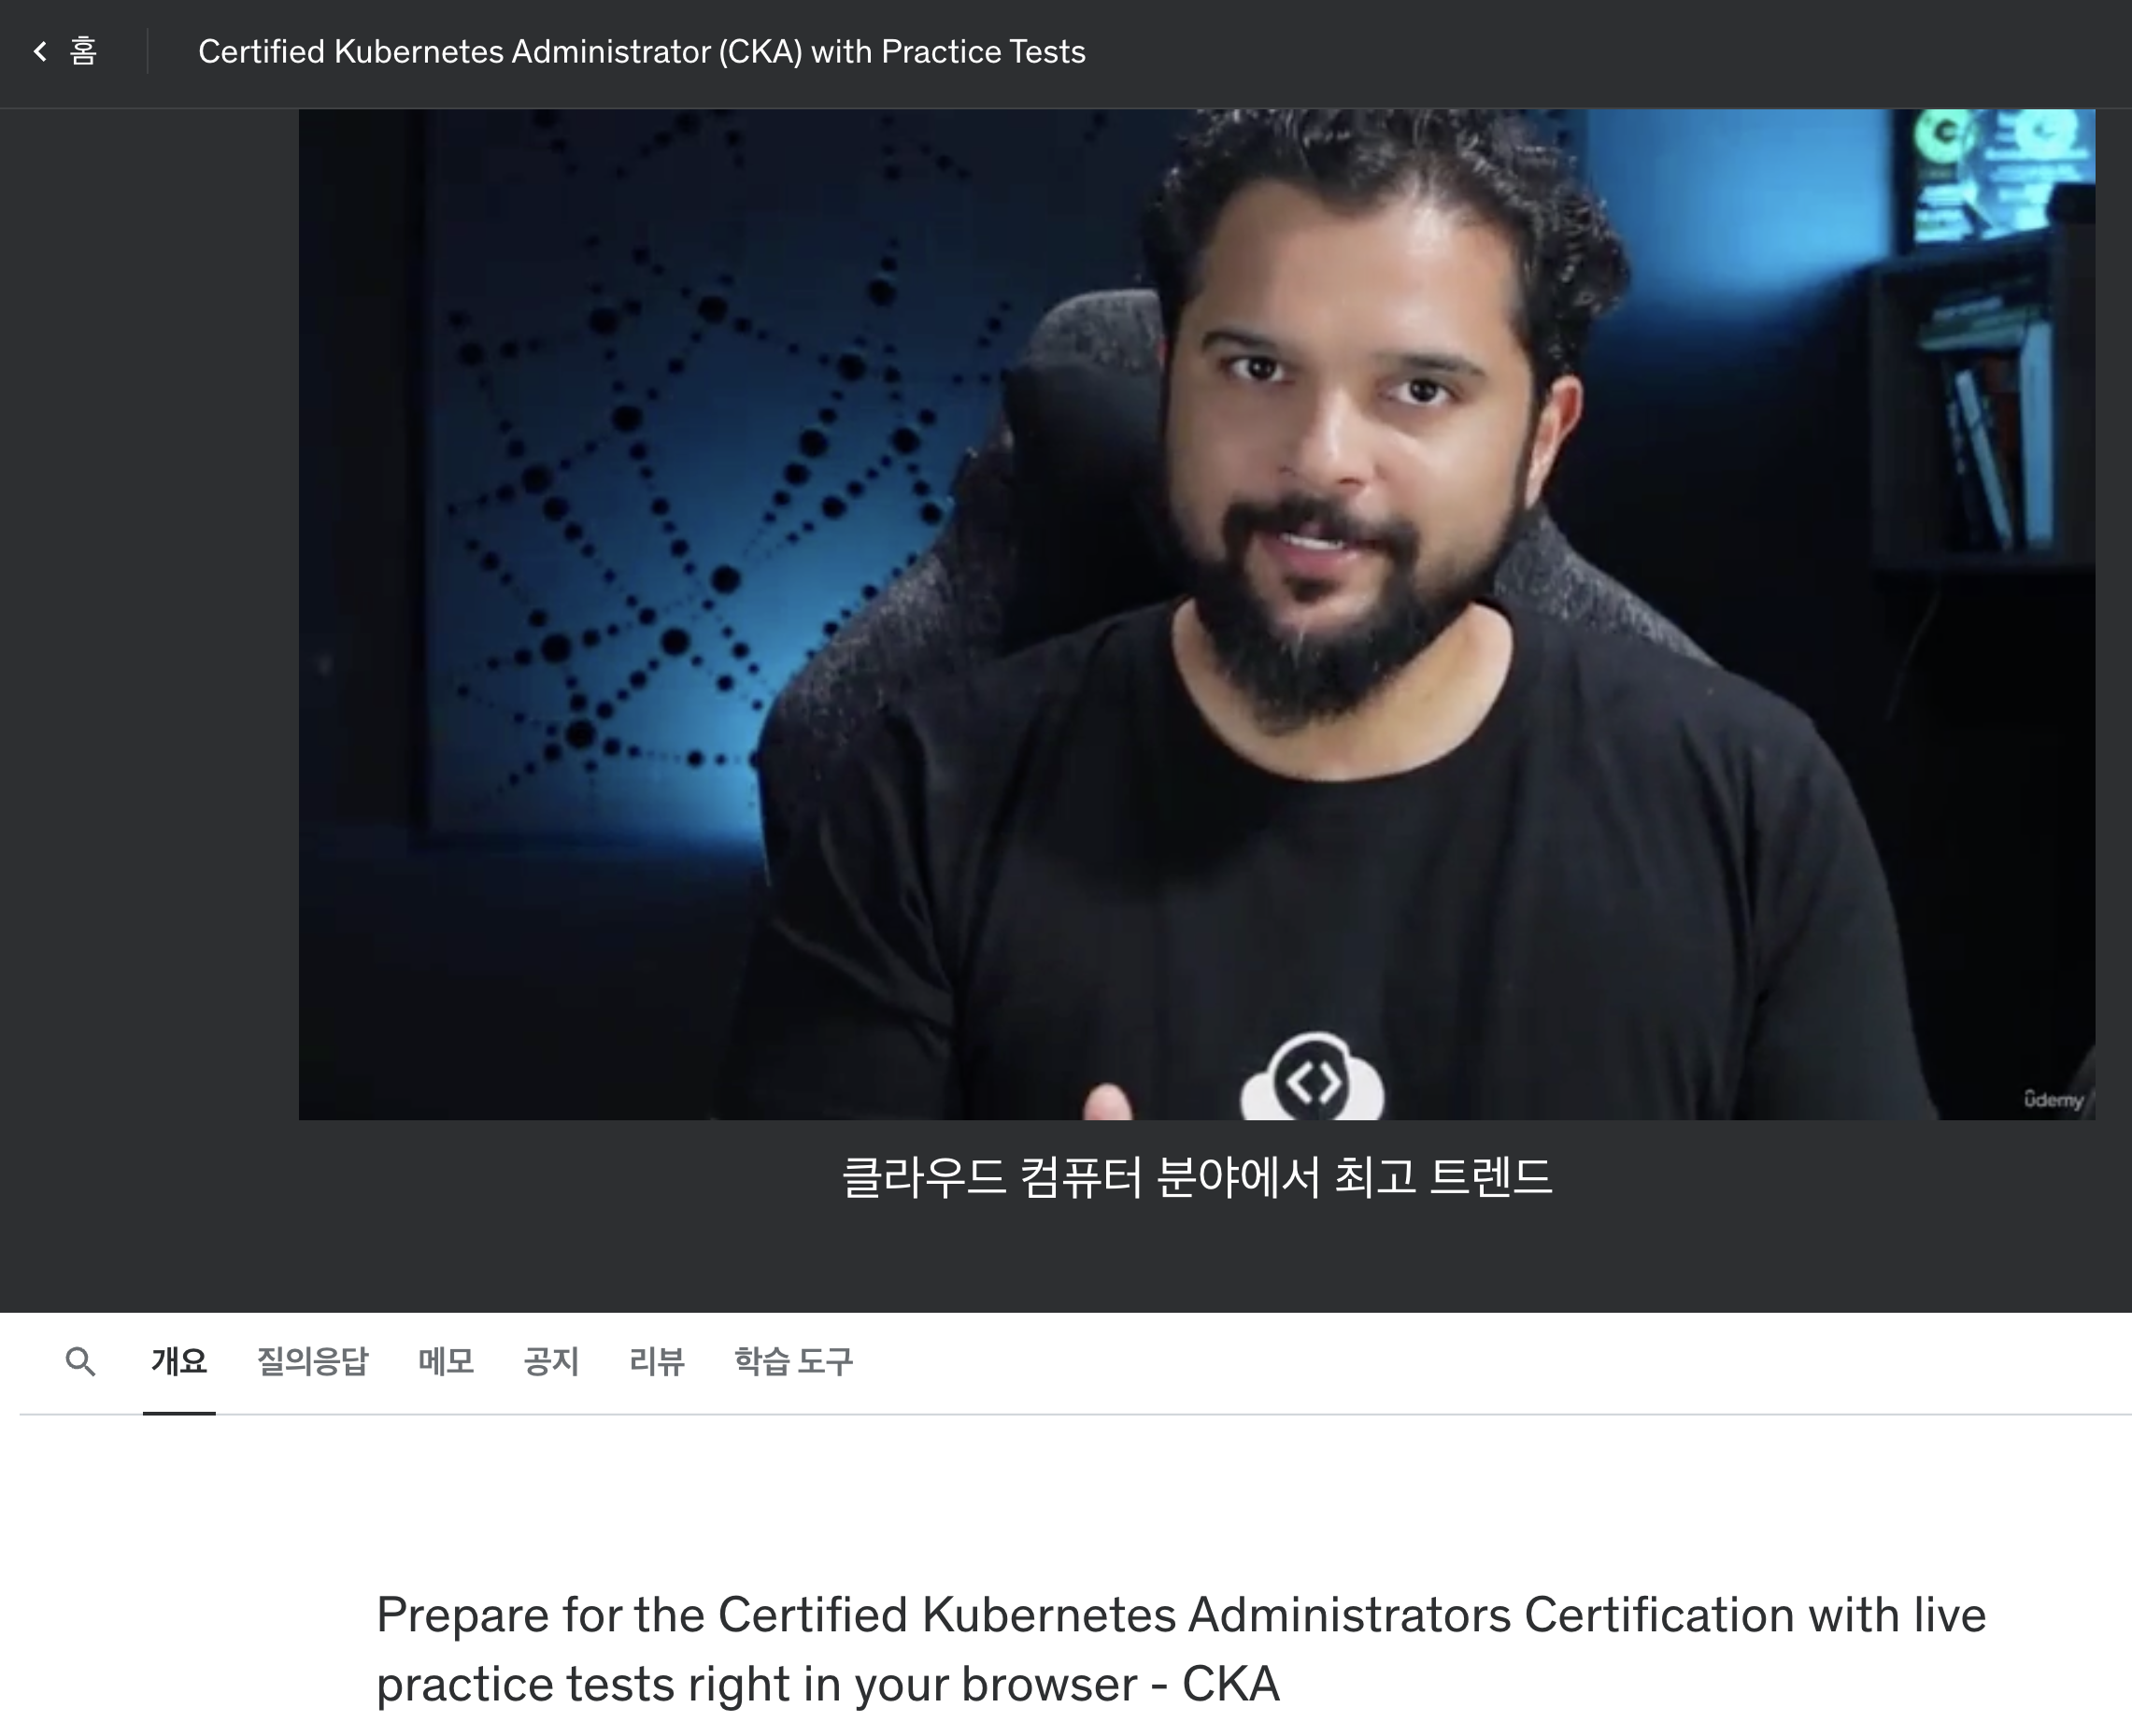 홈
Certified Kubernetes Administrator (CKA) with Practice Tests
ûdemy
클라우드 컴퓨터 분야에서 최고 트렌드
개요 질의응답 메모 공지 리뷰 학습 도구
Prepare for the Certified Kubernetes Administrators Certification with live
practice tests right in your browser - CKA